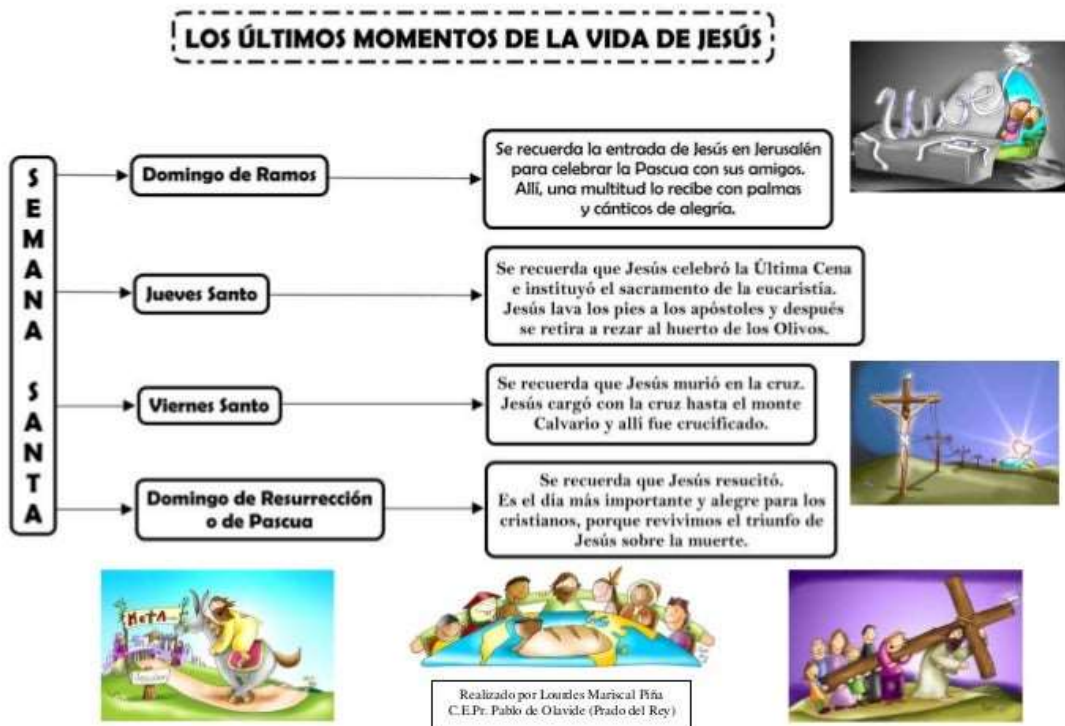 LOS ÚLTIMOS MOMENTOS DE LA VIDA DE JESÚS
SEMANA SANTA
Domingo de Ramos
Se recuerda la entrada de Jesús en Jerusalén
para celebrar la Pascua con sus amigos.
Allí, una multitud lo recibe con palmas
y cánticos de alegría.
Jueves Santo
Se recuerda que Jesús celebró la Última Cena
e instituyó el sacramento de la eucaristía.
Jesús lava los pies a los apóstoles y después
se retira a rezar al huerto de los Olivos.
Viernes Santo
Se recuerda que Jesús murió en la cruz.
Jesús cargó con la cruz hasta el monte
Calvario y allí fue crucificado.
Domingo de Resurrección
o de Pascua
Se recuerda que Jesús resucitó.
Es el día más importante y alegre para los
cristianos, porque revivimos el triunfo de
Jesús sobre la muerte.
META
Jerusalen
Realizado por Lourdes Mariscal Piña
C.E.Pr. Pablo de Olavide (Prado del Rey)